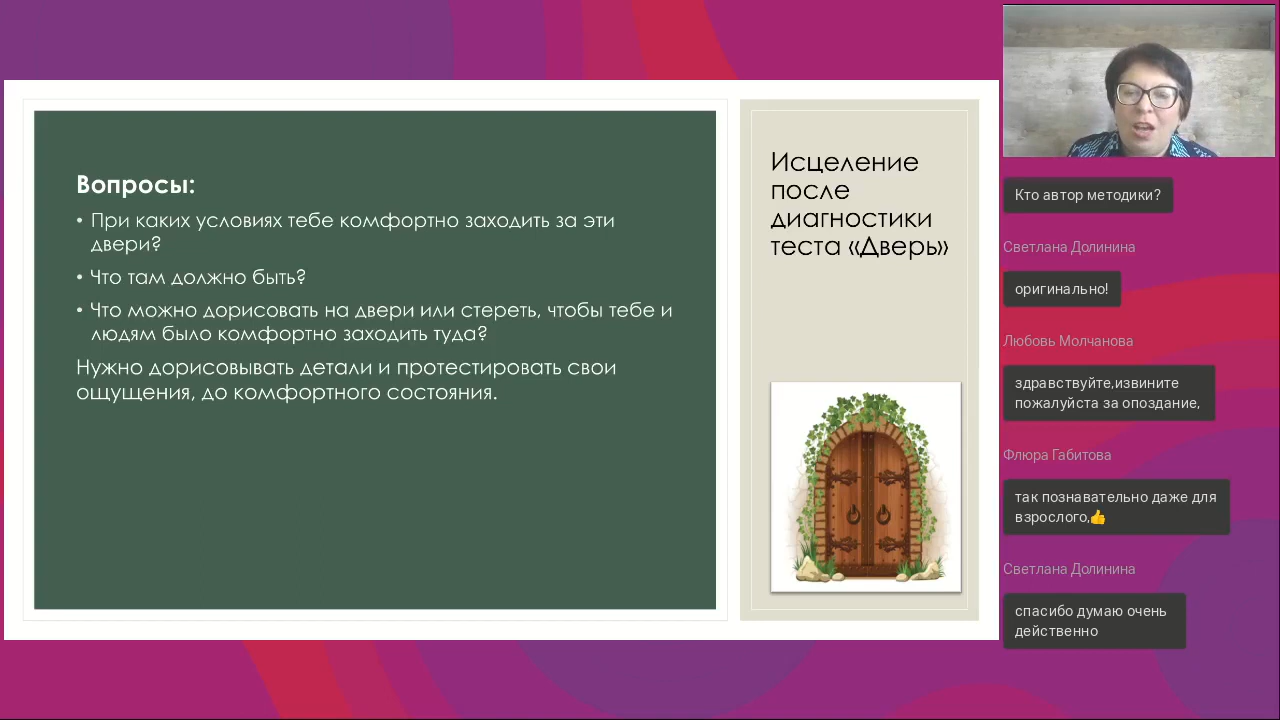 Вопросы:
• При каких условиях тебе комфортно заходить за эти
двери?
• Что там должно быть?
• Что можно дорисовать на двери или стереть, чтобы тебе и
людям было комфортно заходить туда?
Нужно дорисовывать детали и протестировать свои
ощущения, до комфортного состояния.
Исцеление
после
диагностики
теста «Дверь»
Кто автор методики?
Светлана Долинина
оригинально!
Любовь Молчанова
здравствуйте,извините
пожалуйста за опоздание,
Флюра Габитова
так познавательно даже для
взрослого,👍
Светлана Долинина
спасибо думаю очень
действенно